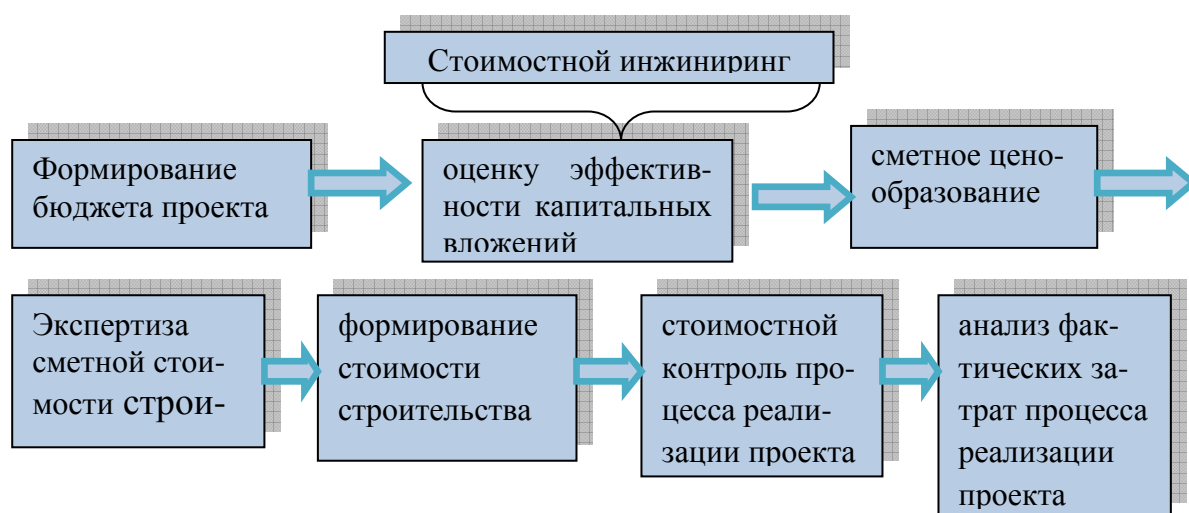 Стоимостной инжиниринг
Формирование
бюджета проекта
оценку эффектив-
ности капитальных
вложений
сметное цено-
образование
Экспертиза
сметной стои-
мости строи-
формирование
стоимости
строительства
стоимостной
контроль про-
цесса реали-
зации проекта
анализ фак-
тических за-
трат процесса
реализации
проекта